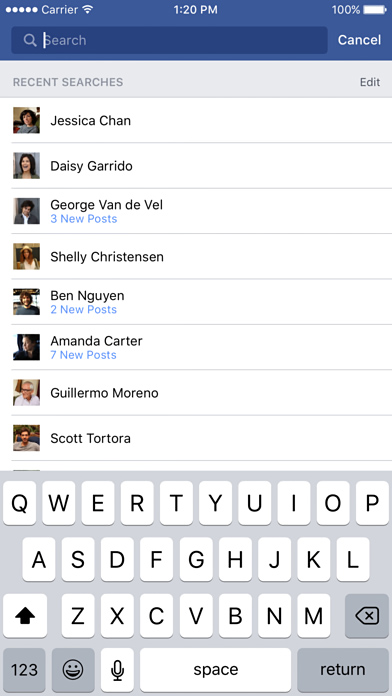 Carrier 1:20 PM 100%
Search Cancel
RECENT SEARCHES Edit
Jessica Chan
Daisy Garrido
George Van de Vel
3 New Posts
Shelly Christensen
Ben Nguyen
2 New Posts
Amanda Carter
7 New Posts
Guillermo Moreno
Scott Tortora
Q W E R T Y U I O P
A S D F G H J K L
Z X C V B N M
123 space return